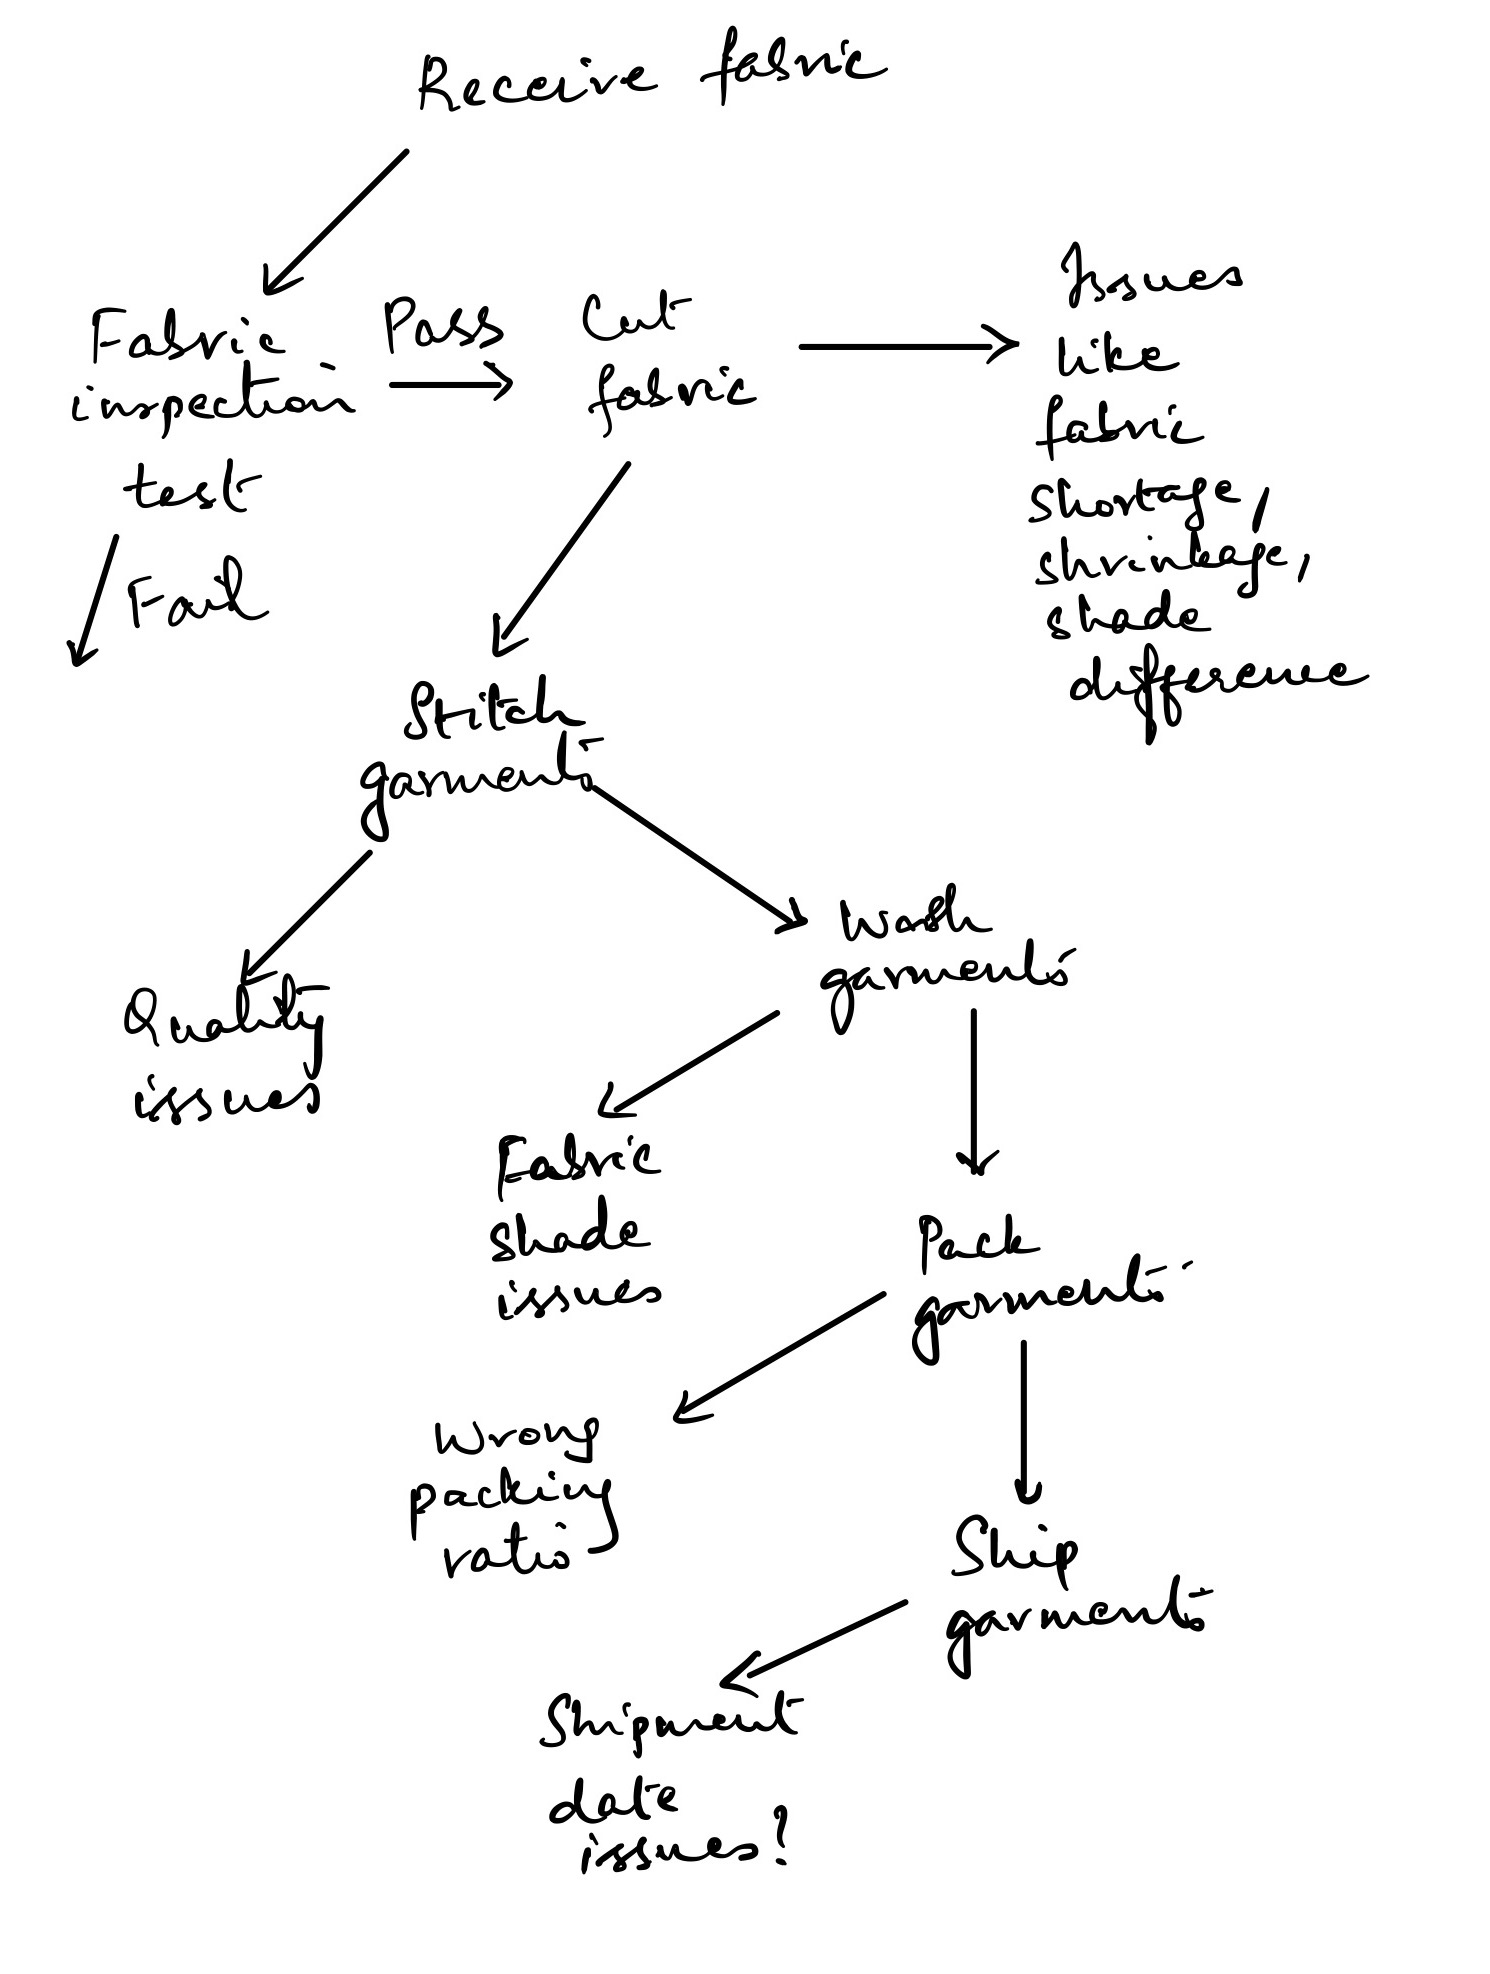 Receive fabric
Fabric
inspection
test
Pass
Cut
fabric
Issues
like
fabric
shortage,
shrinkage,
shade
difference
Fail
Stitch
garments
Quality
issues
Wash
garments
Fabric
shade
issues
Pack
garments
Wrong
packing
ratio
Ship
garments
Shipment
date
issues?